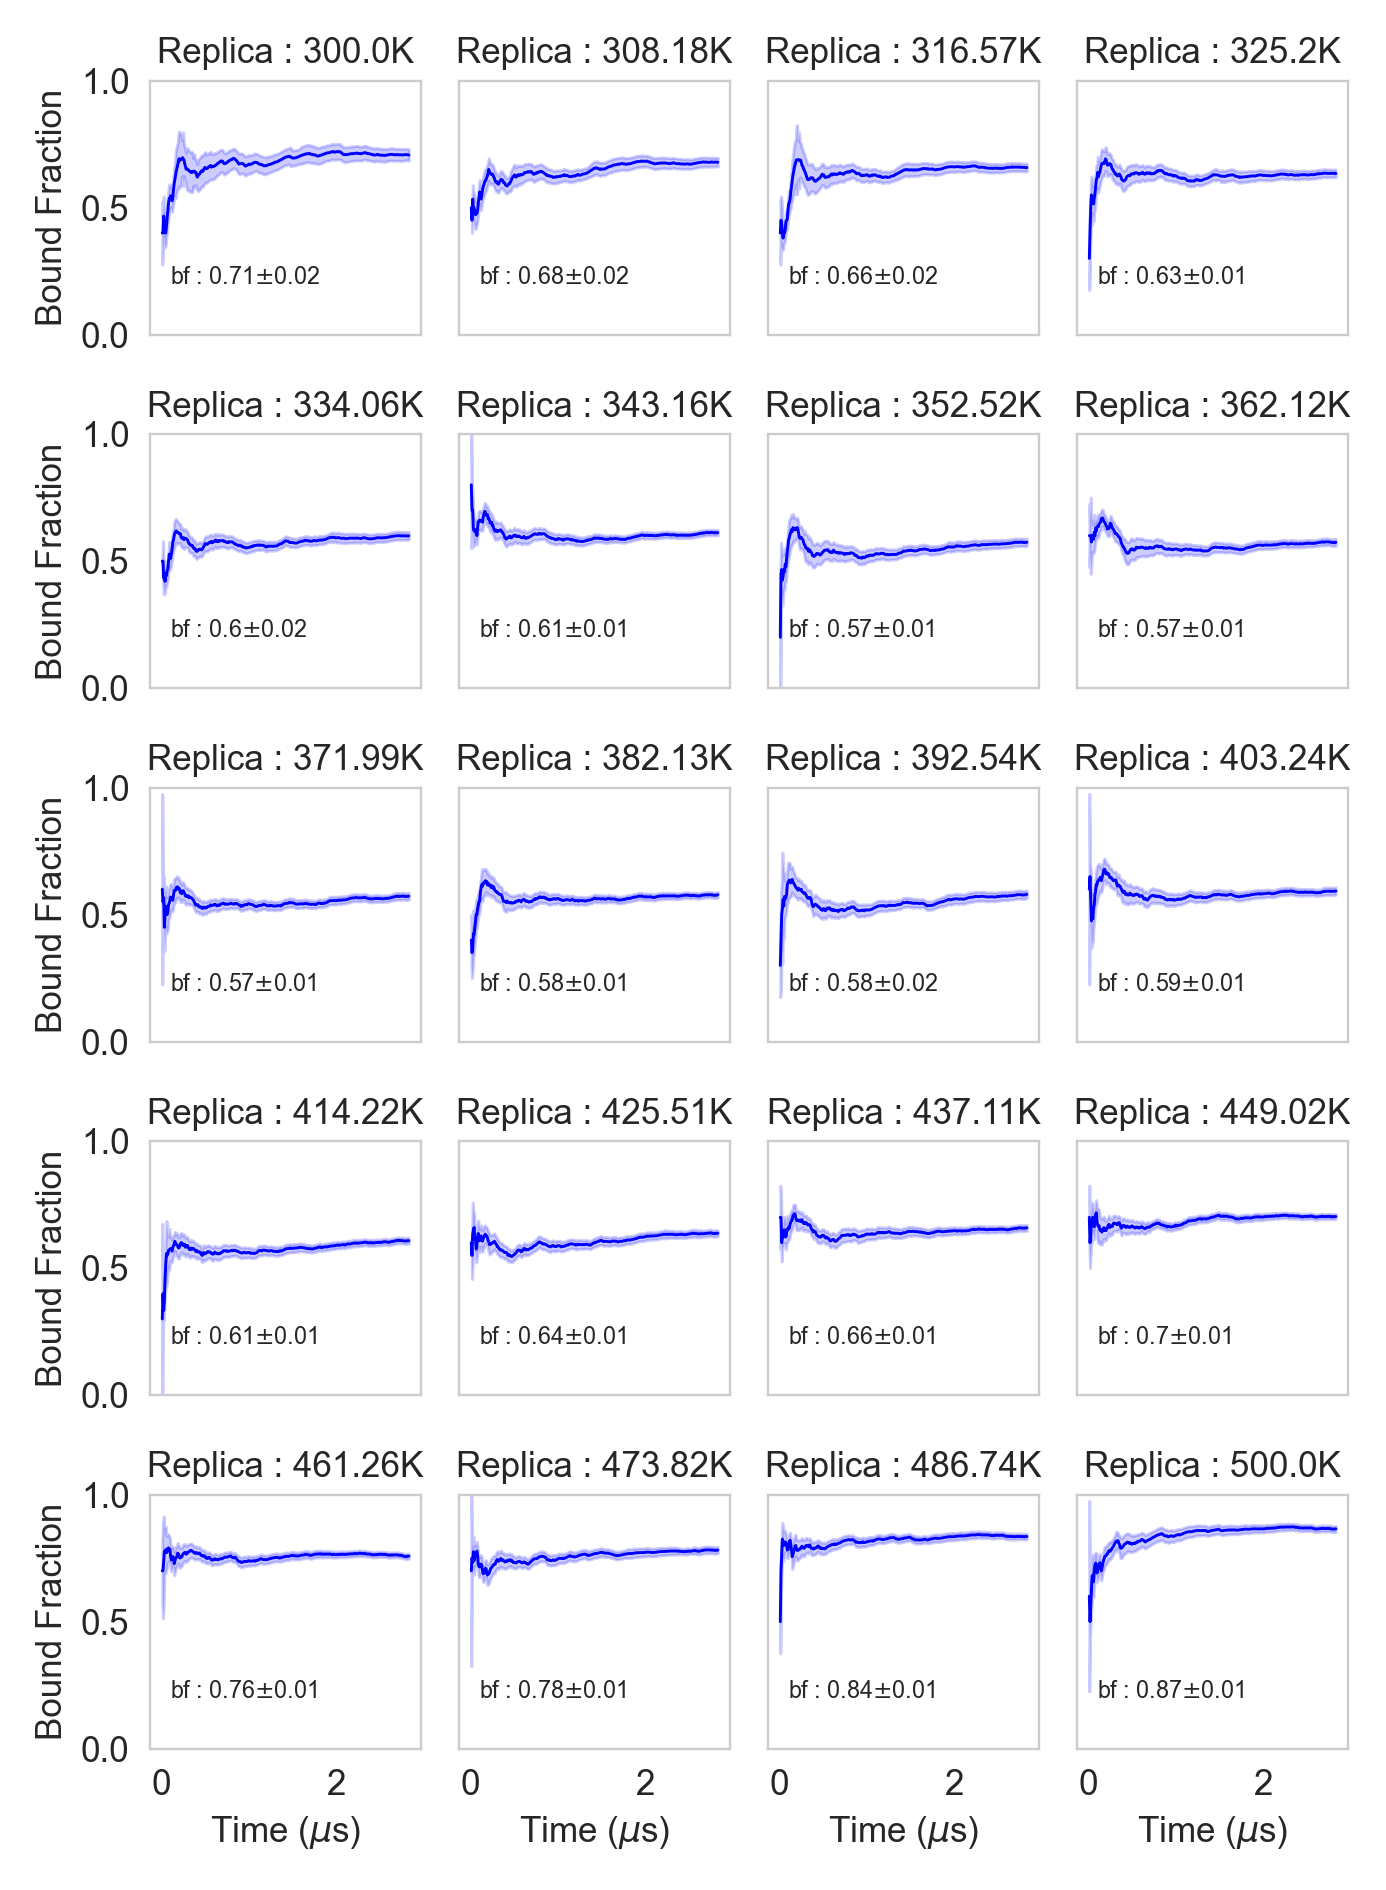 Replica : 300.0K
Replica : 308.18K
Replica : 316.57K
Replica : 325.2K
1.0
0.5
0.0
Bound Fraction
bf : 0.71±0.02
bf : 0.68±0.02
bf : 0.66±0.02
bf : 0.63±0.01
Replica : 334.06K
Replica : 343.16K
Replica : 352.52K
Replica : 362.12K
1.0
0.5
0.0
Bound Fraction
bf : 0.6±0.02
bf : 0.61±0.01
bf : 0.57±0.01
bf : 0.57±0.01
Replica : 371.99K
Replica : 382.13K
Replica : 392.54K
Replica : 403.24K
1.0
0.5
0.0
Bound Fraction
bf : 0.57±0.01
bf : 0.58±0.01
bf : 0.58±0.02
bf : 0.59±0.01
Replica : 414.22K
Replica : 425.51K
Replica : 437.11K
Replica : 449.02K
1.0
0.5
0.0
Bound Fraction
bf : 0.61±0.01
bf : 0.64±0.01
bf : 0.66±0.01
bf : 0.7±0.01
Replica : 461.26K
Replica : 473.82K
Replica : 486.74K
Replica : 500.0K
1.0
0.5
0.0
Bound Fraction
bf : 0.76±0.01
bf : 0.78±0.01
bf : 0.84±0.01
bf : 0.87±0.01
0 2
0 2
0 2
0 2
Time (μs)
Time (μs)
Time (μs)
Time (μs)